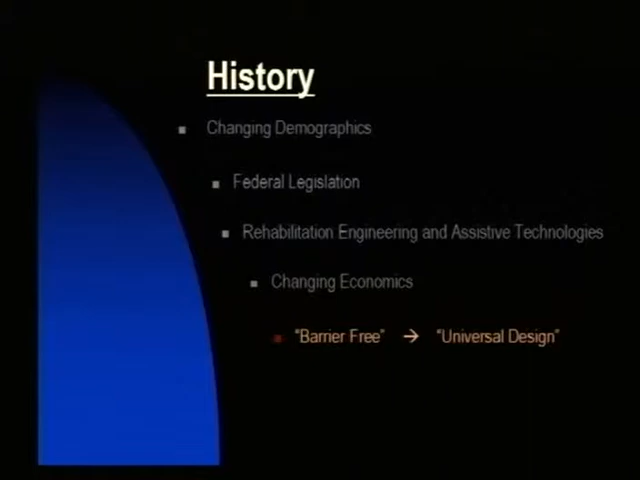 History
Changing Demographics
Federal Legislation
Rehabilitation Engineering and Assistive Technologies
Changing Economics
"Barrier Free" → "Universal Design"